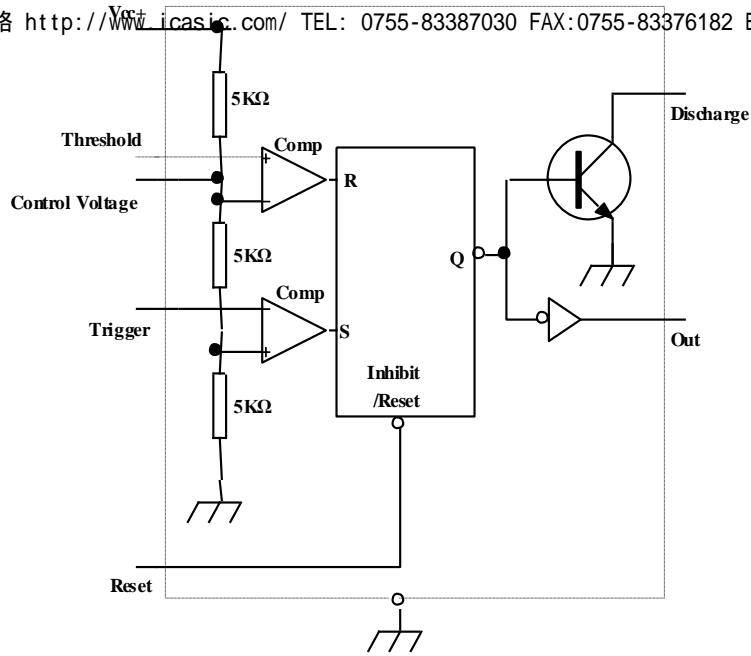 Vcc+
络 http://www.icasic.com/ TEL: 0755-83387030 FAX:0755-83376182 E
5KΩ
Discharge
Threshold
Comp
+
R
Control Voltage
−
5KΩ
Q
Comp
−
Trigger
S
Out
+
Inhibit
/Reset
5KΩ
Reset